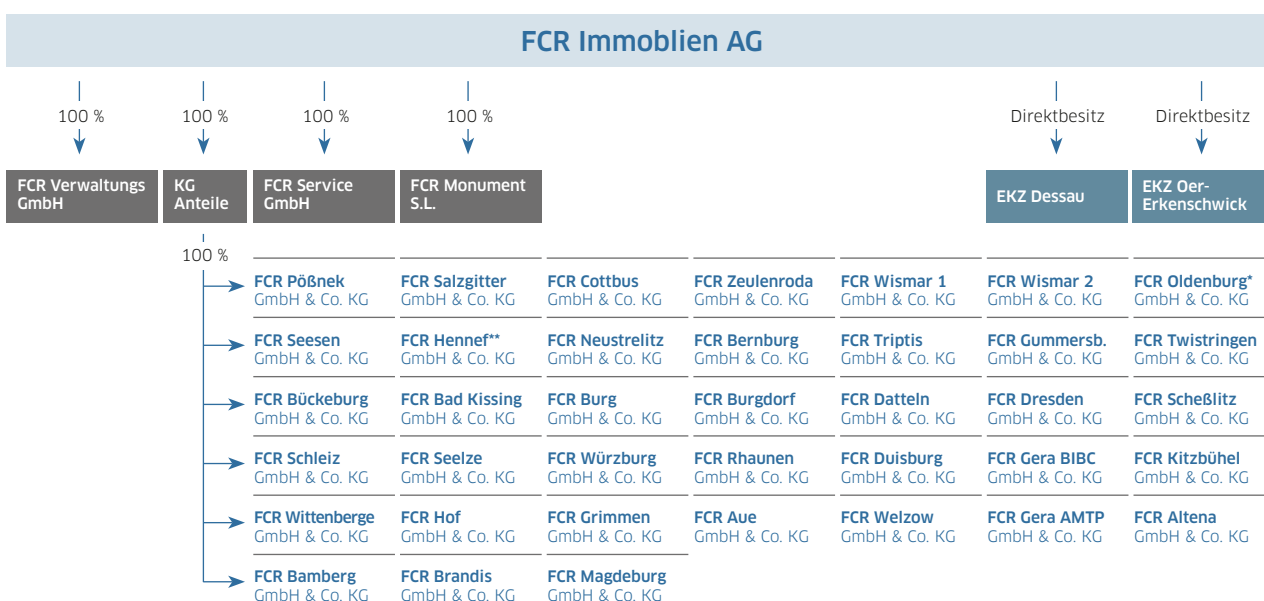 FCR Immoblien AG
100 %
100 %
100 %
100 %
Direktbesitz
Direktbesitz
FCR Verwaltungs
GmbH
KG
Anteile
FCR Service
GmbH
FCR Monument
S.L.
EKZ Dessau
EKZ Oer-
Erkenschwick
100 %
FCR Pößnek
GmbH & Co. KG
FCR Salzgitter
GmbH & Co. KG
FCR Cottbus
GmbH & Co. KG
FCR Zeulenroda
GmbH & Co. KG
FCR Wismar 1
GmbH & Co. KG
FCR Wismar 2
GmbH & Co. KG
FCR Oldenburg*
GmbH & Co. KG
FCR Seesen
GmbH & Co. KG
FCR Hennef**
GmbH & Co. KG
FCR Neustrelitz
GmbH & Co. KG
FCR Bernburg
GmbH & Co. KG
FCR Triptis
GmbH & Co. KG
FCR Gummersb.
GmbH & Co. KG
FCR Twistringen
GmbH & Co. KG
FCR Bückeburg
GmbH & Co. KG
FCR Bad Kissing
GmbH & Co. KG
FCR Burg
GmbH & Co. KG
FCR Burgdorf
GmbH & Co. KG
FCR Datteln
GmbH & Co. KG
FCR Dresden
GmbH & Co. KG
FCR Scheßlitz
GmbH & Co. KG
FCR Schleiz
GmbH & Co. KG
FCR Seelze
GmbH & Co. KG
FCR Würzburg
GmbH & Co. KG
FCR Rhaunen
GmbH & Co. KG
FCR Duisburg
GmbH & Co. KG
FCR Gera BIBC
GmbH & Co. KG
FCR Kitzbühel
GmbH & Co. KG
FCR Wittenberge
GmbH & Co. KG
FCR Hof
GmbH & Co. KG
FCR Grimmen
GmbH & Co. KG
FCR Aue
GmbH & Co. KG
FCR Welzow
GmbH & Co. KG
FCR Gera AMTP
GmbH & Co. KG
FCR Altena
GmbH & Co. KG
FCR Bamberg
GmbH & Co. KG
FCR Brandis
GmbH & Co. KG
FCR Magdeburg
GmbH & Co. KG